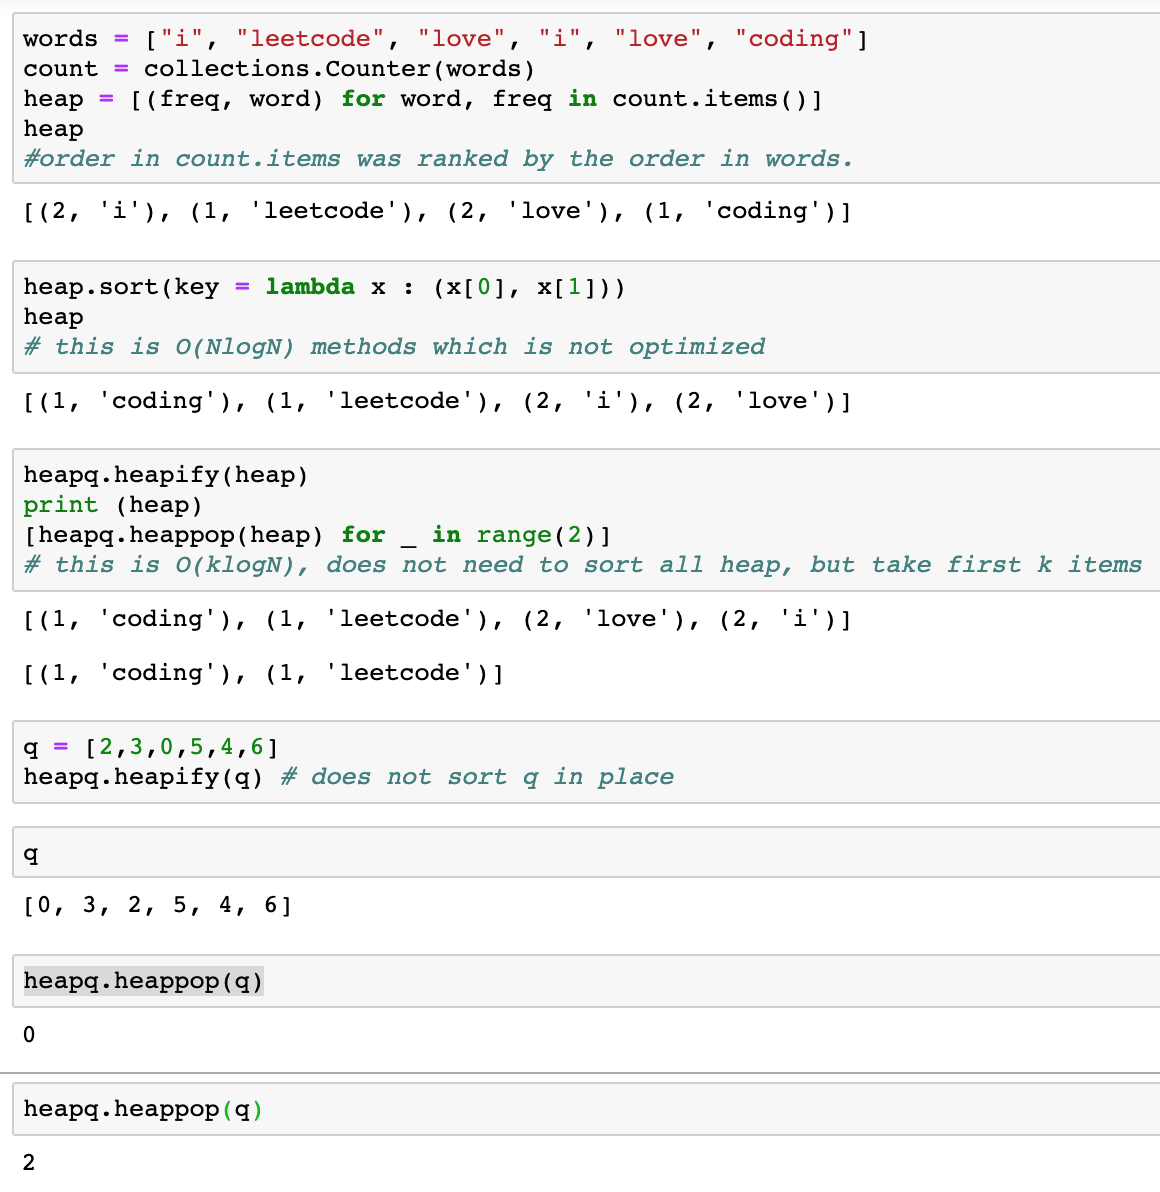 words = ["i", "leetcode", "love", "i", "love", "coding"]
count = collections.Counter(words)
heap = [(freq, word) for word, freq in count.items()]
heap
#order in count.items was ranked by the order in words.
[(2, 'i'), (1, 'leetcode'), (2, 'love'), (1, 'coding')]
heap.sort(key = lambda x : (x[0], x[1]))
heap
# this is O(NlogN) methods which is not optimized
[(1, 'coding'), (1, 'leetcode'), (2, 'i'), (2, 'love')]
heapq.heapify(heap)
print (heap)
[heapq.heappop(heap) for _ in range(2)]
# this is O(klogN), does not need to sort all heap, but take first k items
[(1, 'coding'), (1, 'leetcode'), (2, 'love'), (2, 'i')]
[(1, 'coding'), (1, 'leetcode')]
q = [2,3,0,5,4,6]
heapq.heapify(q) # does not sort q in place
q
[0, 3, 2, 5, 4, 6]
heapq.heappop(q)
0
heapq.heappop(q)
2